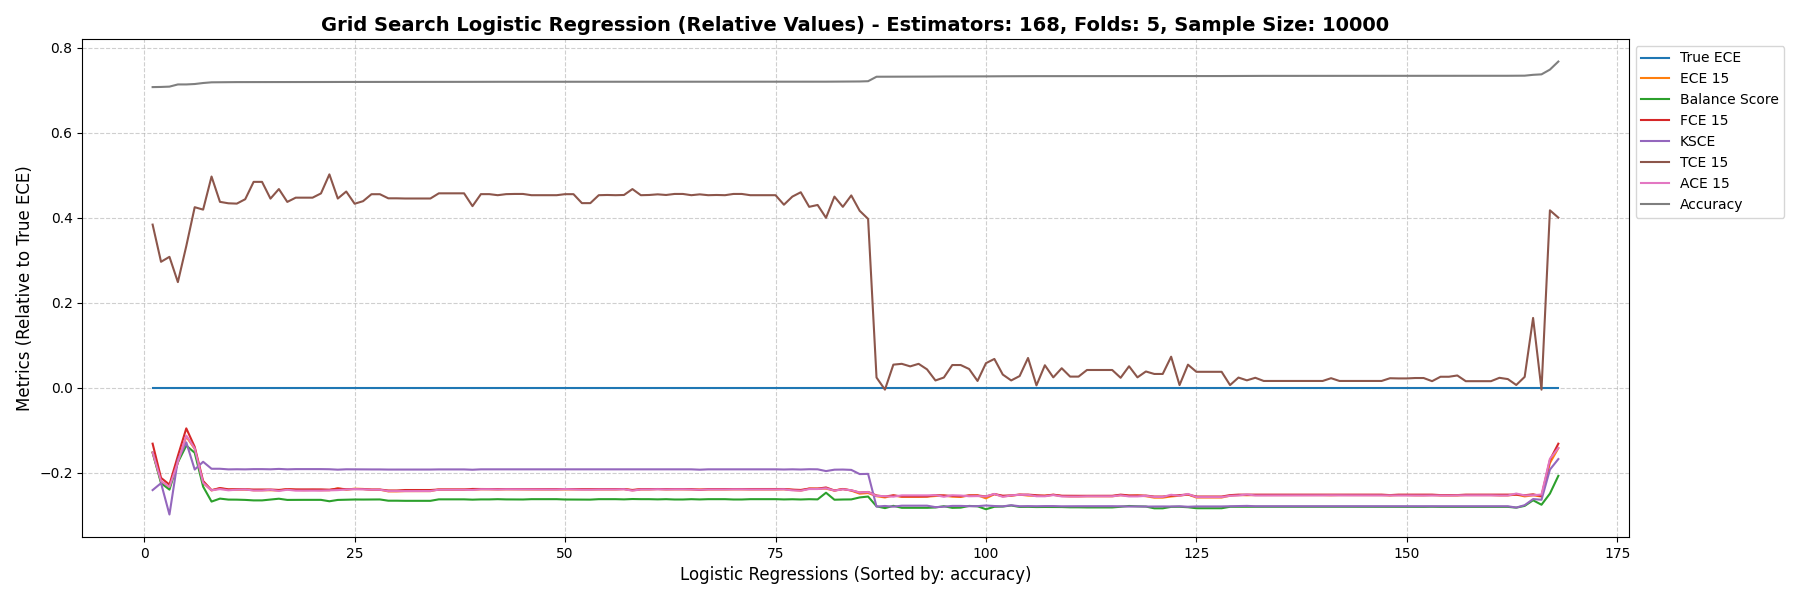 Grid Search Logistic Regression (Relative Values) - Estimators: 168, Folds: 5, Sample Size: 10000
Metrics (Relative to True ECE)
0.8
0.6
0.4
0.2
0.0
−0.2
0
25
50
75
100
125
150
175
Logistic Regressions (Sorted by: accuracy)
True ECE
ECE 15
Balance Score
FCE 15
KSCE
TCE 15
ACE 15
Accuracy